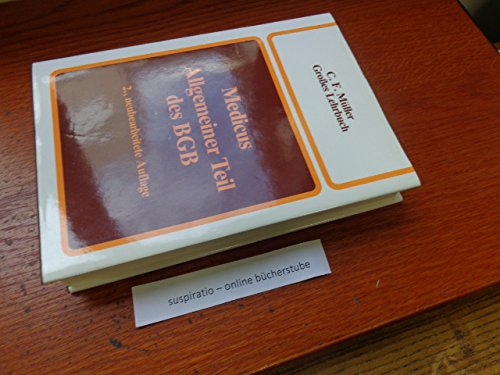 C. F. Müller
Großes Lehrbuch
Medicus
Allgemeiner Teil
des BGB
2., neubearbeitete Auflage
suspiratio – online bücherstube